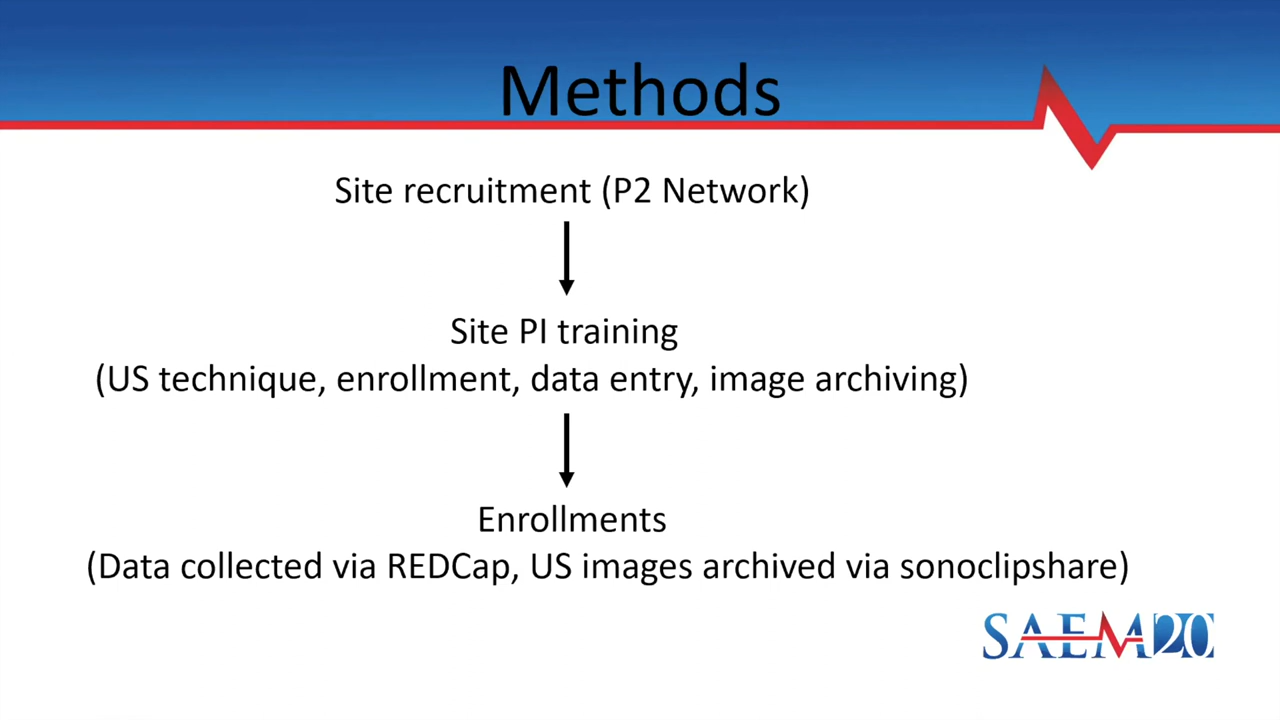 Methods
Site recruitment (P2 Network)
Site PI training
(US technique, enrollment, data entry, image archiving)
Enrollments
(Data collected via REDCap, US images archived via sonoclipshare)
SAEM20